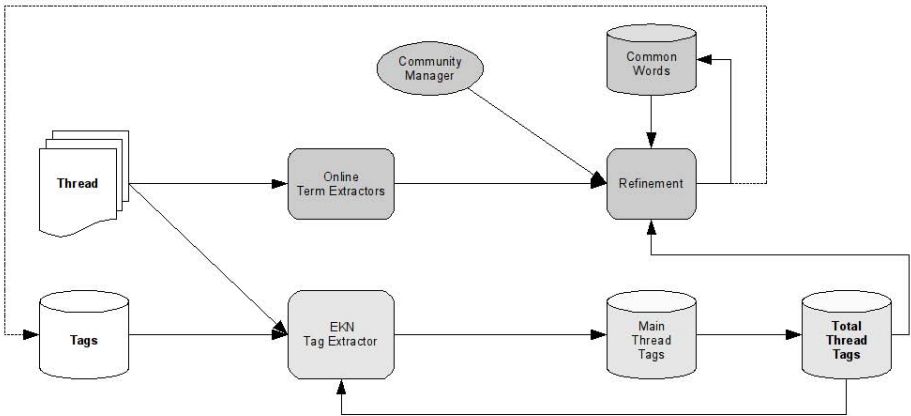 Community
Manager
Common
Words
Thread
Online
Term Extractors
Refinement
Tags
EKN
Tag Extractor
Main
Thread
Tags
Total
Thread
Tags